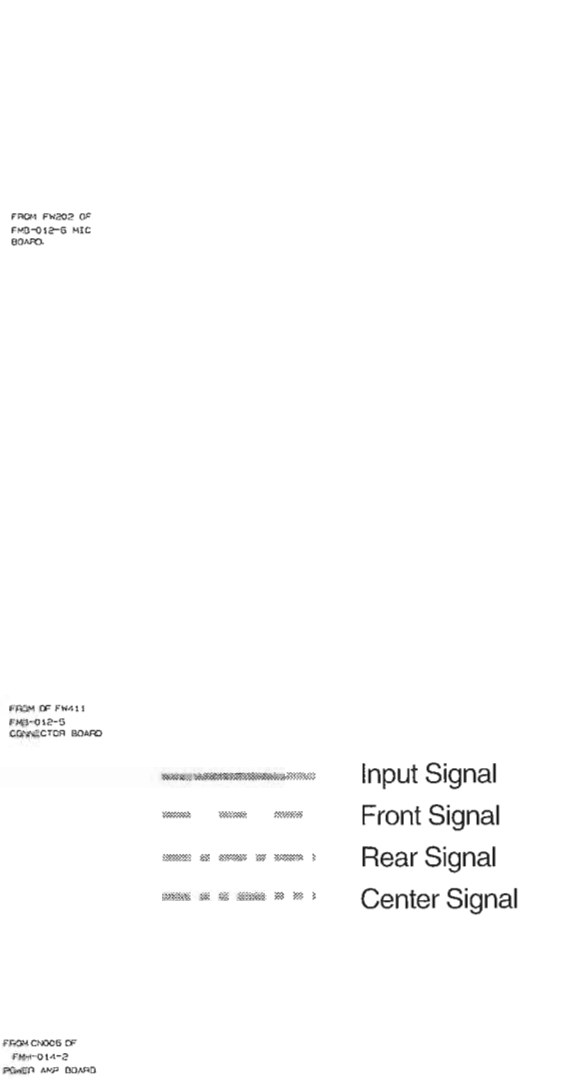 FROM FW202 OF
FMB-012-6 MIC
BOARD.
FROM OF FW411
FMB-012-5
CONNECTOR BOARD
Input Signal
Front Signal
Rear Signal
Center Signal
FROM CN006 OF
FMH-014-2
POWER AMP BOARD